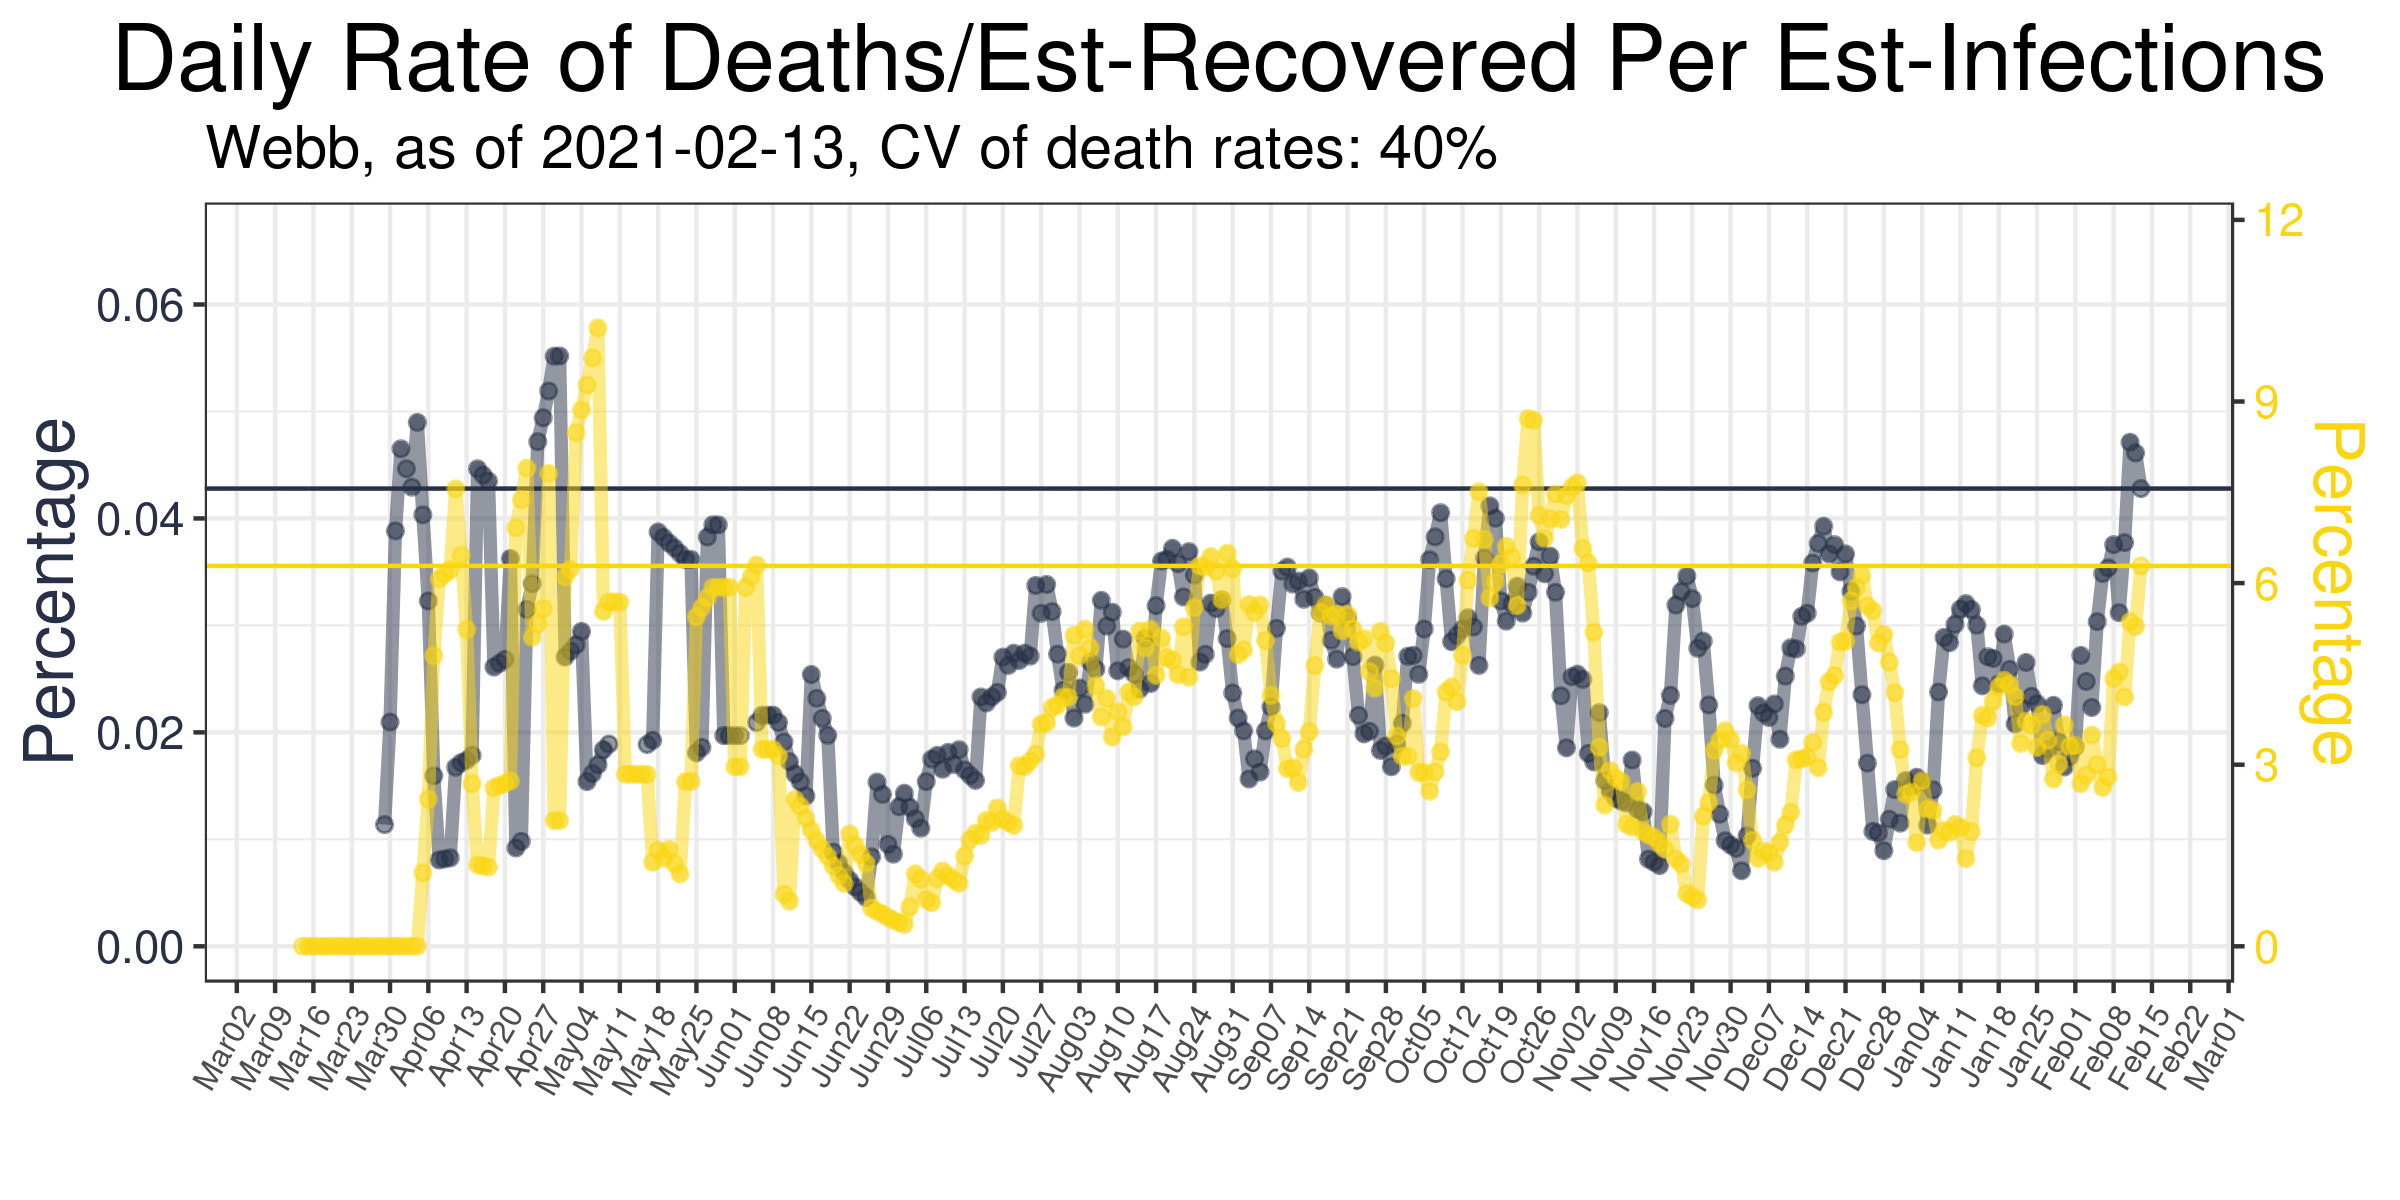 Daily Rate of Deaths/Est-Recovered Per Est-Infections
Webb, as of 2021-02-13, CV of death rates: 40%
Percentage
0.06
0.04
0.02
0.00
12
9
6
3
0
Percentage
Mar02
Mar09
Mar16
Mar23
Mar30
Apr06
Apr13
Apr20
Apr27
May04
May11
May18
May25
Jun01
Jun08
Jun15
Jun22
Jun29
Jul06
Jul13
Jul20
Jul27
Aug03
Aug10
Aug17
Aug24
Aug31
Sep07
Sep14
Sep21
Sep28
Oct05
Oct12
Oct19
Oct26
Nov02
Nov09
Nov16
Nov23
Nov30
Dec07
Dec14
Dec21
Dec28
Jan04
Jan11
Jan18
Jan25
Feb01
Feb08
Feb15
Feb22
Mar01